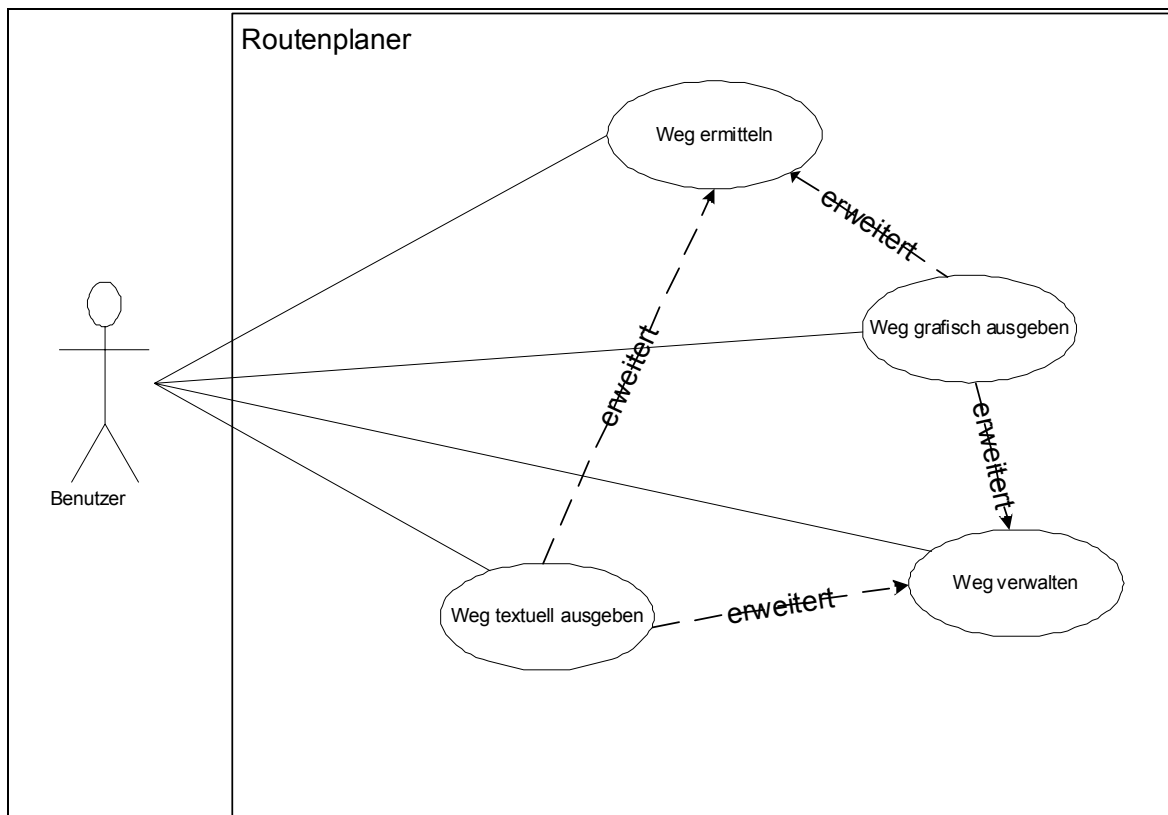 Routenplaner
Weg ermitteln
erweitert
Weg grafisch ausgeben
erweitert
erweitert
Benutzer
Weg textuell ausgeben
erweitert
Weg verwalten